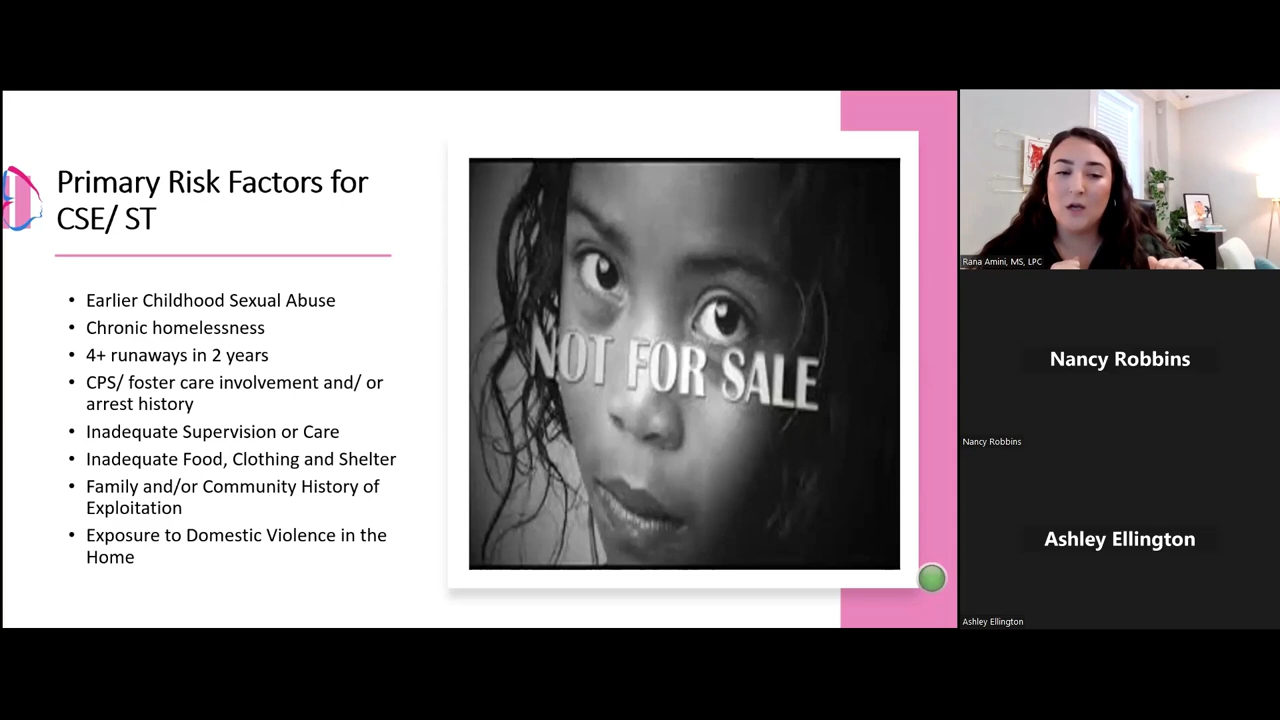 Primary Risk Factors for
CSE/ ST
• Earlier Childhood Sexual Abuse
• Chronic homelessness
• 4+ runaways in 2 years
• CPS/ foster care involvement and/ or
arrest history
• Inadequate Supervision or Care
• Inadequate Food, Clothing and Shelter
• Family and/or Community History of
Exploitation
• Exposure to Domestic Violence in the
Home
NOT FOR SALE
Rana Amini, MS, LPC
Nancy Robbins
Nancy Robbins
Ashley Ellington
Ashley Ellington